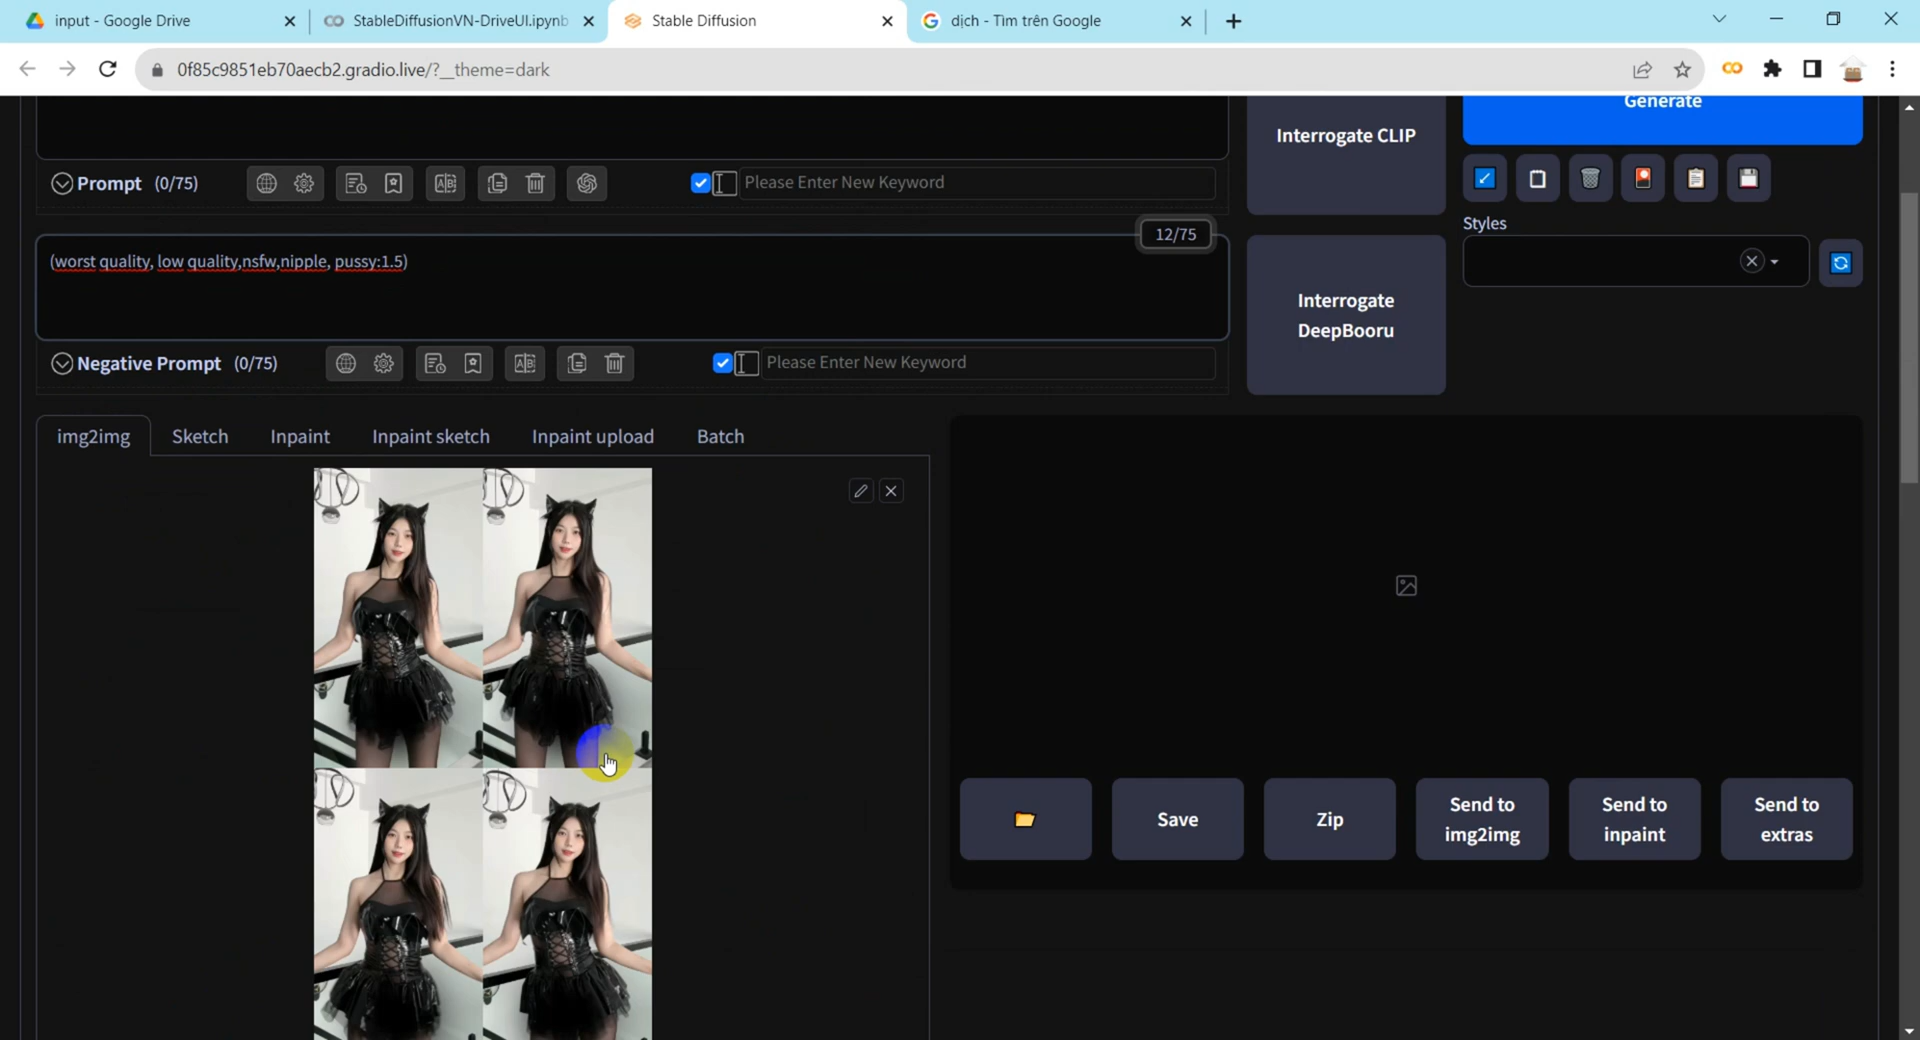 input - Google Drive
StableDiffusionVN-DriveUI.ipynb
Stable Diffusion
dịch - Tìm trên Google
0f85c9851eb70aecb2.gradio.live/?__theme=dark
Generate
Interrogate CLIP
Prompt (0/75)
Please Enter New Keyword
Styles
12/75
(worst quality, low quality,nsfw,nipple, pussy:1.5)
Interrogate
DeepBooru
Negative Prompt (0/75)
Please Enter New Keyword
img2img
Sketch
Inpaint
Inpaint sketch
Inpaint upload
Batch
Save
Zip
Send to
img2img
Send to
inpaint
Send to
extras